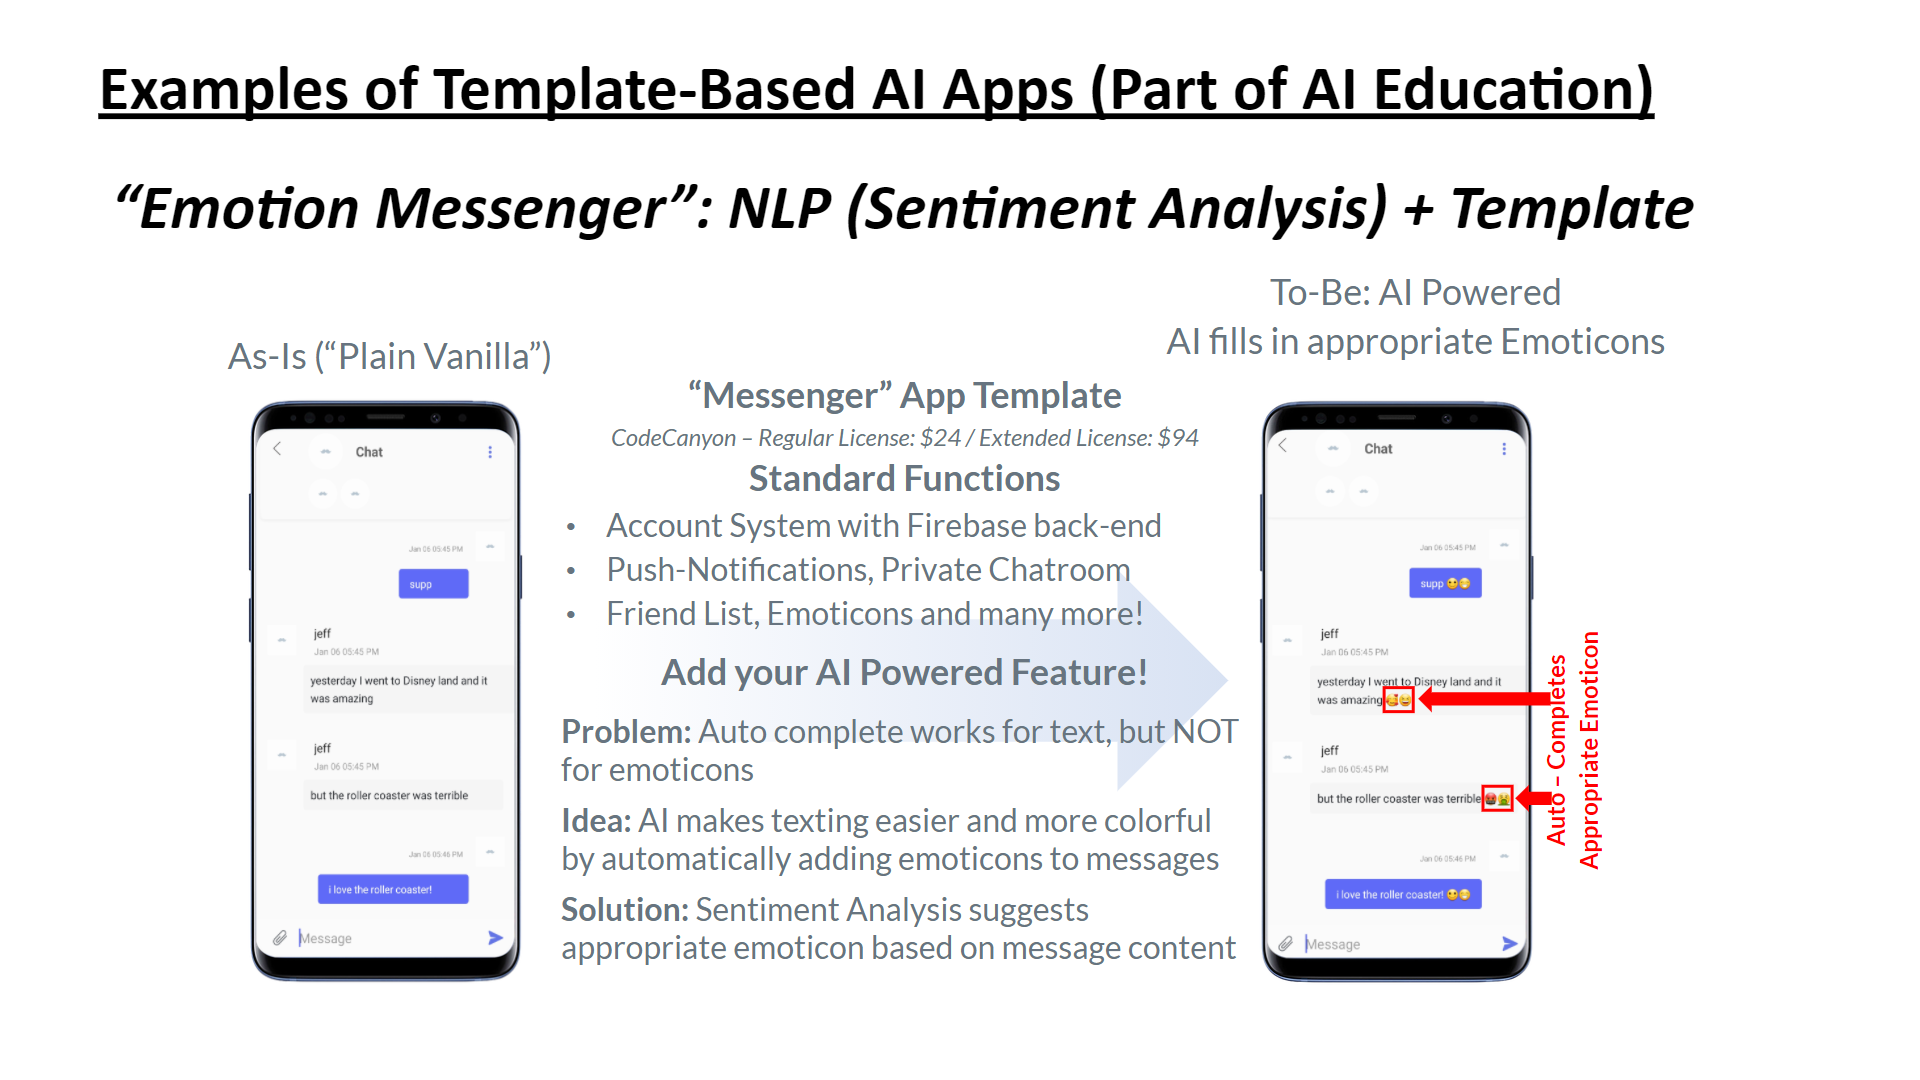 Examples of Template-Based AI Apps (Part of AI Education)
“Emotion Messenger”: NLP (Sentiment Analysis) + Template
As-Is (“Plain Vanilla”)
Chat
Jan 06 05:45 PM
supp
jeff
Jan 06 05:45 PM
yesterday I went to Disney land and it
was amazing
jeff
Jan 06 05:45 PM
but the roller coaster was terrible
Jan 06 05:46 PM
i love the roller coaster!
Message
“Messenger” App Template
CodeCanyon – Regular License: $24 / Extended License: $94
Standard Functions
• Account System with Firebase back-end
• Push-Notifications, Private Chatroom
• Friend List, Emoticons and many more!
Add your AI Powered Feature!
Problem: Auto complete works for text, but NOT
for emoticons
Idea: AI makes texting easier and more colorful
by automatically adding emoticons to messages
Solution: Sentiment Analysis suggests
appropriate emoticon based on message content
To-Be: AI Powered
AI fills in appropriate Emoticons
Chat
Jan 06 05:45 PM
supp
jeff
Jan 06 05:45 PM
yesterday I went to Disney land and it
was amazing
jeff
Jan 06 05:45 PM
but the roller coaster was terrible
Jan 06 05:46 PM
i love the roller coaster!
Message
Auto – Completes
Appropriate Emoticon